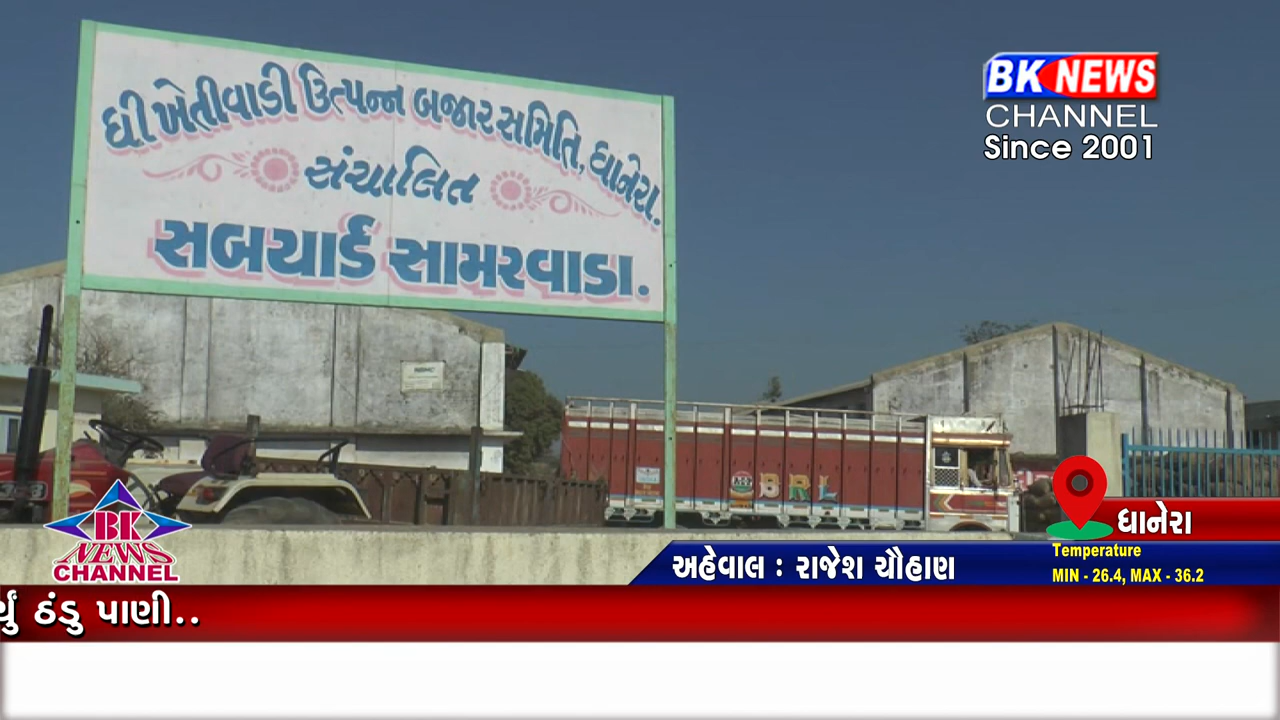 ધી ખેતીવાડી ઉત્પન્ન બજાર સમિતિ, ધાનેરા.
સંચાલિત
સબયાર્ડ સામરવાડા.
BK NEWS
CHANNEL
Since 2001
BRL
ધાનેરા
અહેવાલ : રાજેશ ચૌહાણ
Temperature
MIN - 26.4, MAX - 36.2
BK
NEWS
CHANNEL
ઠંડુ પાણી..